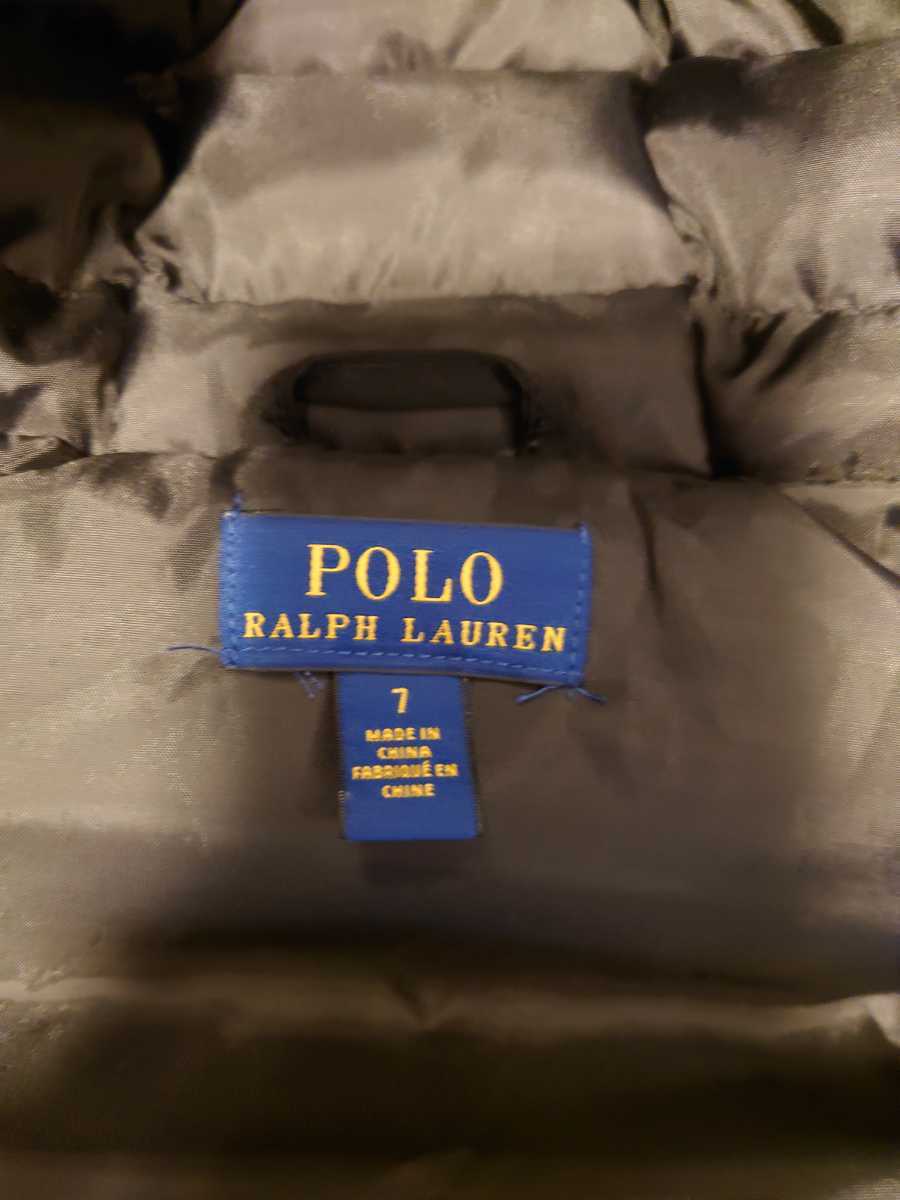 POLO
RALPH LAUREN
7
MADE IN
CHINA
FABRIQUÉ EN
CHINE